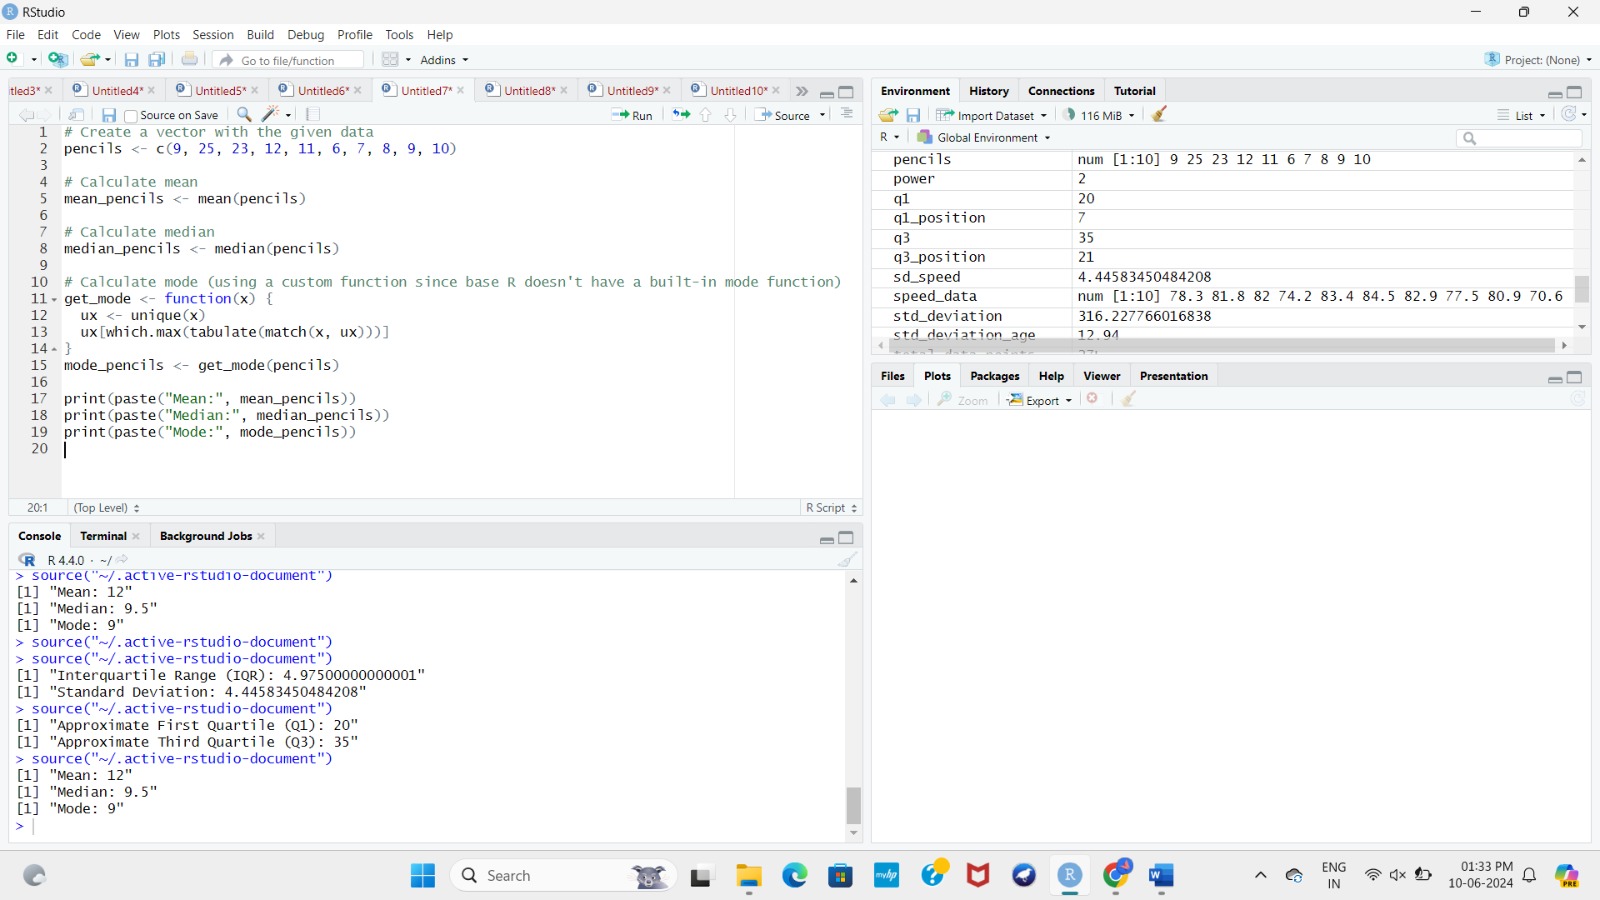 RStudio
File Edit Code View Plots Session Build Debug Profile Tools Help
Go to file/function Addins Project: (None)
tled3* Untitled4* Untitled5* Untitled6* Untitled7* Untitled8* Untitled9* Untitled10*
Source on Save Run Source
1 # Create a vector with the given data
2 pencils <- c(9, 25, 23, 12, 11, 6, 7, 8, 9, 10)
3
4 # Calculate mean
5 mean_pencils <- mean(pencils)
6
7 # Calculate median
8 median_pencils <- median(pencils)
9
10 # Calculate mode (using a custom function since base R doesn't have a built-in mode function)
11 get_mode <- function(x) {
12 ux <- unique(x)
13 ux[which.max(tabulate(match(x, ux)))]
14 }
15 mode_pencils <- get_mode(pencils)
16
17 print(paste("Mean:", mean_pencils))
18 print(paste("Median:", median_pencils))
19 print(paste("Mode:", mode_pencils))
20
20:1 (Top Level) R Script
Console Terminal Background Jobs
R R 4.4.0 · ~/
> source("~/.active-rstudio-document")
[1] "Mean: 12"
[1] "Median: 9.5"
[1] "Mode: 9"
> source("~/.active-rstudio-document")
> source("~/.active-rstudio-document")
[1] "Interquartile Range (IQR): 4.97500000000001"
[1] "Standard Deviation: 4.44583450484208"
> source("~/.active-rstudio-document")
[1] "Approximate First Quartile (Q1): 20"
[1] "Approximate Third Quartile (Q3): 35"
> source("~/.active-rstudio-document")
[1] "Mean: 12"
[1] "Median: 9.5"
[1] "Mode: 9"
>
Environment History Connections Tutorial
Import Dataset 116 MiB List
R Global Environment
pencils num [1:10] 9 25 23 12 11 6 7 8 9 10
power 2
q1 20
q1_position 7
q3 35
q3_position 21
sd_speed 4.44583450484208
speed_data num [1:10] 78.3 81.8 82 74.2 83.4 84.5 82.9 77.5 80.9 70.6
std_deviation 316.227766016838
std_deviation_age 12.94
Files Plots Packages Help Viewer Presentation
Zoom Export
Search
myhp
ENG
IN
01:33 PM
10-06-2024
PRE